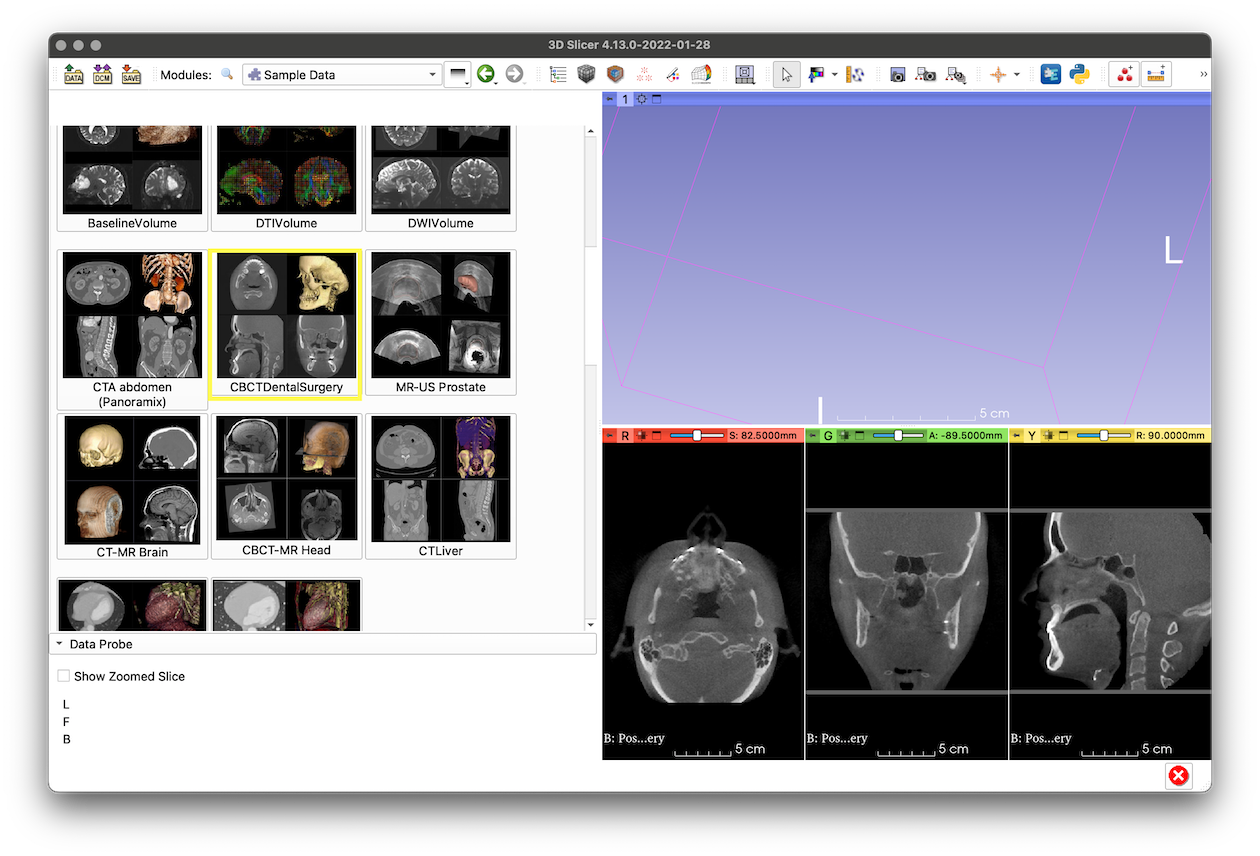 3D Slicer 4.13.0-2022-01-28
DATA
DCM
SAVE
Modules:
Sample Data
»
1
BaselineVolume
DTIVolume
DWIVolume
L
CTA abdomen
(Panoramix)
CBCTDentalSurgery
MR-US Prostate
I
5 cm
R
S: 82.5000mm
G
A: -89.5000mm
Y
R: 90.0000mm
CT-MR Brain
CBCT-MR Head
CTLiver
Data Probe
Show Zoomed Slice
L
F
B
B: Pos...ery
5 cm
B: Pos...ery
5 cm
B: Pos...ery
5 cm